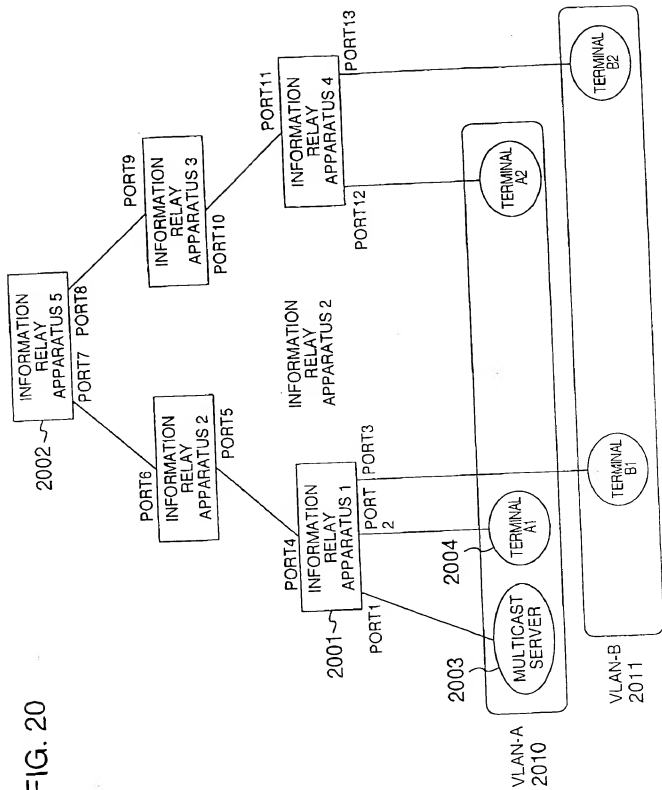 FIG. 20
INFORMATION
RELAY
APPARATUS 5
2002
PORT7
PORT8
PORT6
INFORMATION
RELAY
APPARATUS 2
PORT5
PORT9
INFORMATION
RELAY
APPARATUS 3
PORT10
INFORMATION
RELAY
APPARATUS 2
PORT4
INFORMATION
RELAY
APPARATUS 1
2001
PORT1
PORT
2
PORT3
PORT11
INFORMATION
RELAY
APPARATUS 4
PORT12
PORT13
2003
MULTICAST
SERVER
2004
TERMINAL
A1
TERMINAL
A2
VLAN-A
2010
TERMINAL
B1
TERMINAL
B2
VLAN-B
2011